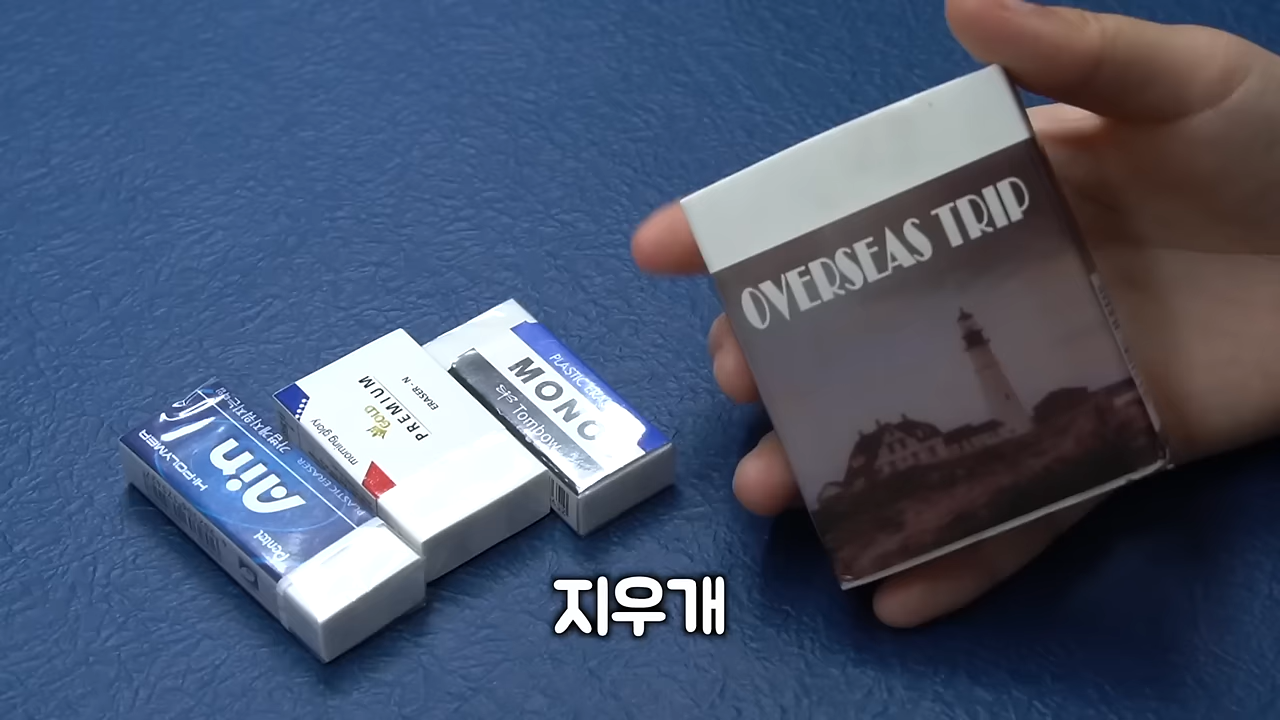 OVERSEAS TRIP
PLASTIC ERAS
MONO
Tombow
GOLD
PREMIUM
ERASER-N
morning glory
HI-POLYMER
Ain
PLASTIC ERASER
Pentel
지우개